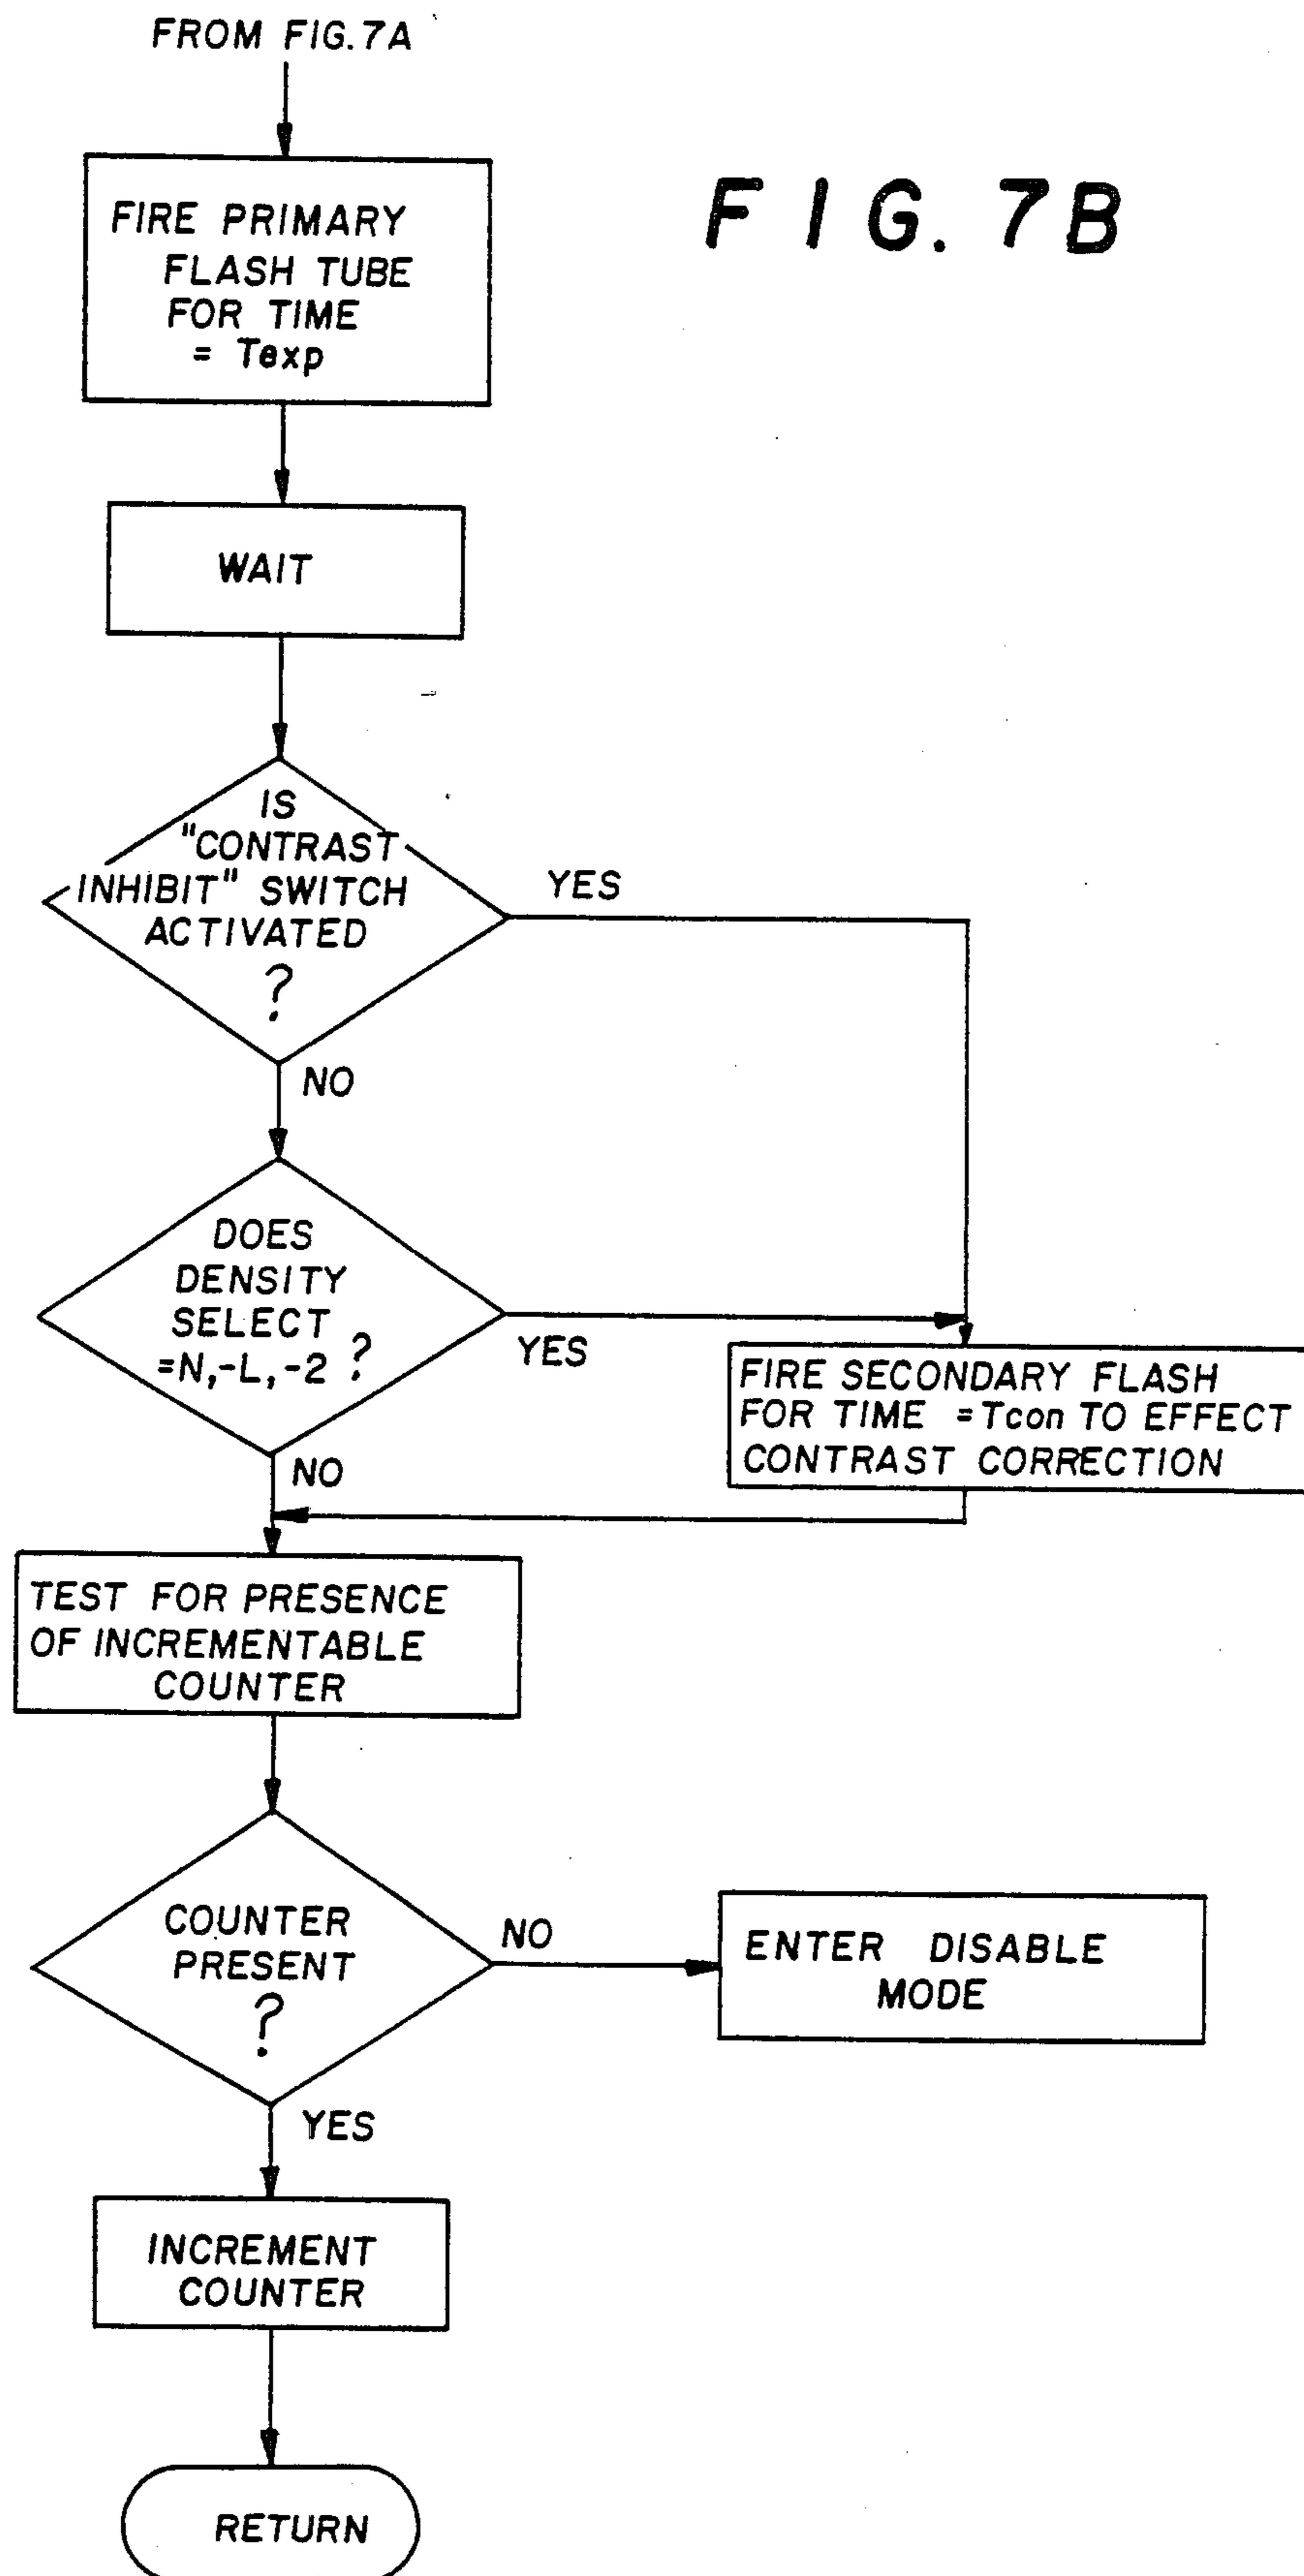 FROM FIG. 7A
FIG. 7B
FIRE PRIMARY
FLASH TUBE
FOR TIME
= Texp
WAIT
IS
"CONTRAST
INHIBIT" SWITCH
ACTIVATED
?
YES
NO
DOES
DENSITY
SELECT
=N,-L,-2 ?
YES
NO
FIRE SECONDARY FLASH
FOR TIME =Tcon TO EFFECT
CONTRAST CORRECTION
TEST FOR PRESENCE
OF INCREMENTABLE
COUNTER
COUNTER
PRESENT
?
NO
ENTER DISABLE
MODE
YES
INCREMENT
COUNTER
RETURN